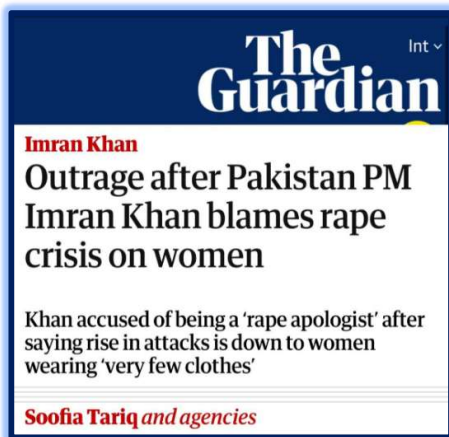 The
Guardian
Int
Imran Khan
Outrage after Pakistan PM
Imran Khan blames rape
crisis on women
Khan accused of being a ‘rape apologist’ after
saying rise in attacks is down to women
wearing ‘very few clothes’
Soofia Tariq and agencies